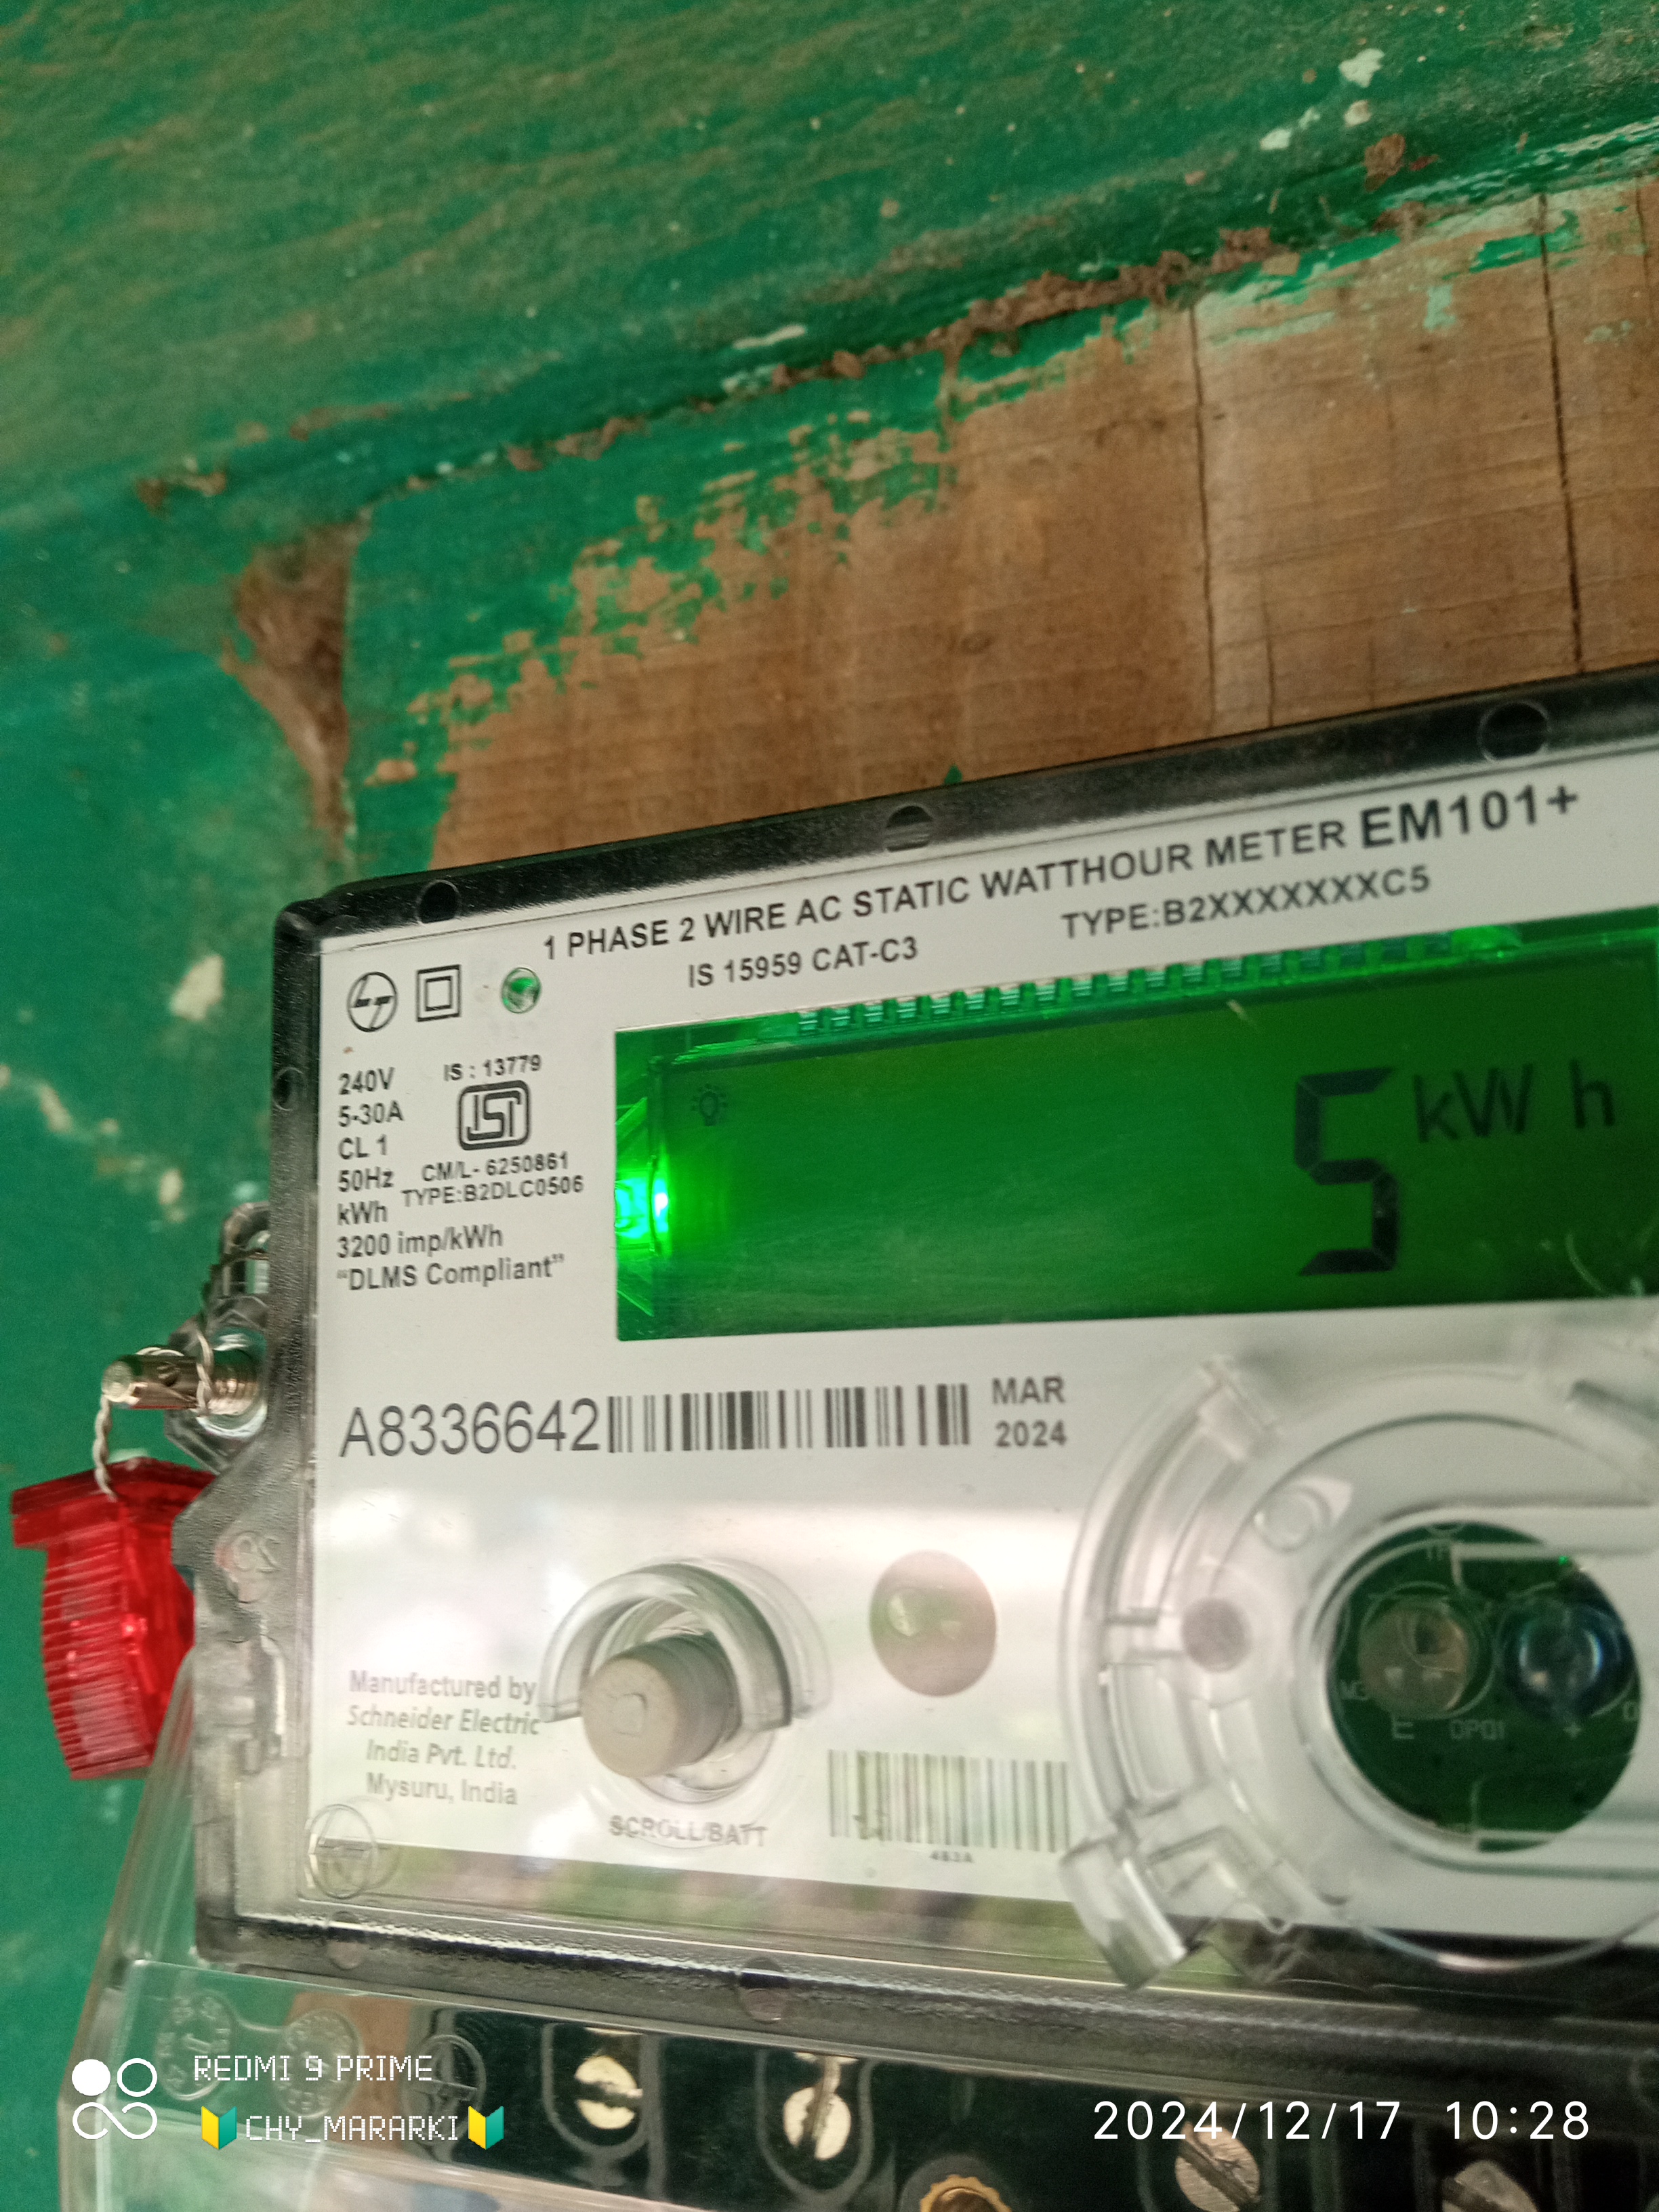 1 PHASE 2 WIRE AC STATIC WATTHOUR METER EM101+
IS 15959 CAT-C3
TYPE:B2XXXXXXXC5
240V
5-30A
CL 1
50Hz
kWh
3200 imp/kWh
“DLMS Compliant”
IS : 13779
CM/L- 6250861
TYPE:B2DLC0506
5 kW h
A8336642
MAR
2024
Manufactured by
Schneider Electric
India Pvt. Ltd.
Mysuru, India
SCROLL/BATT
E OP01 +
REDMI 9 PRIME
🔰CHY_MARARKI🔰
2024/12/17 10:28